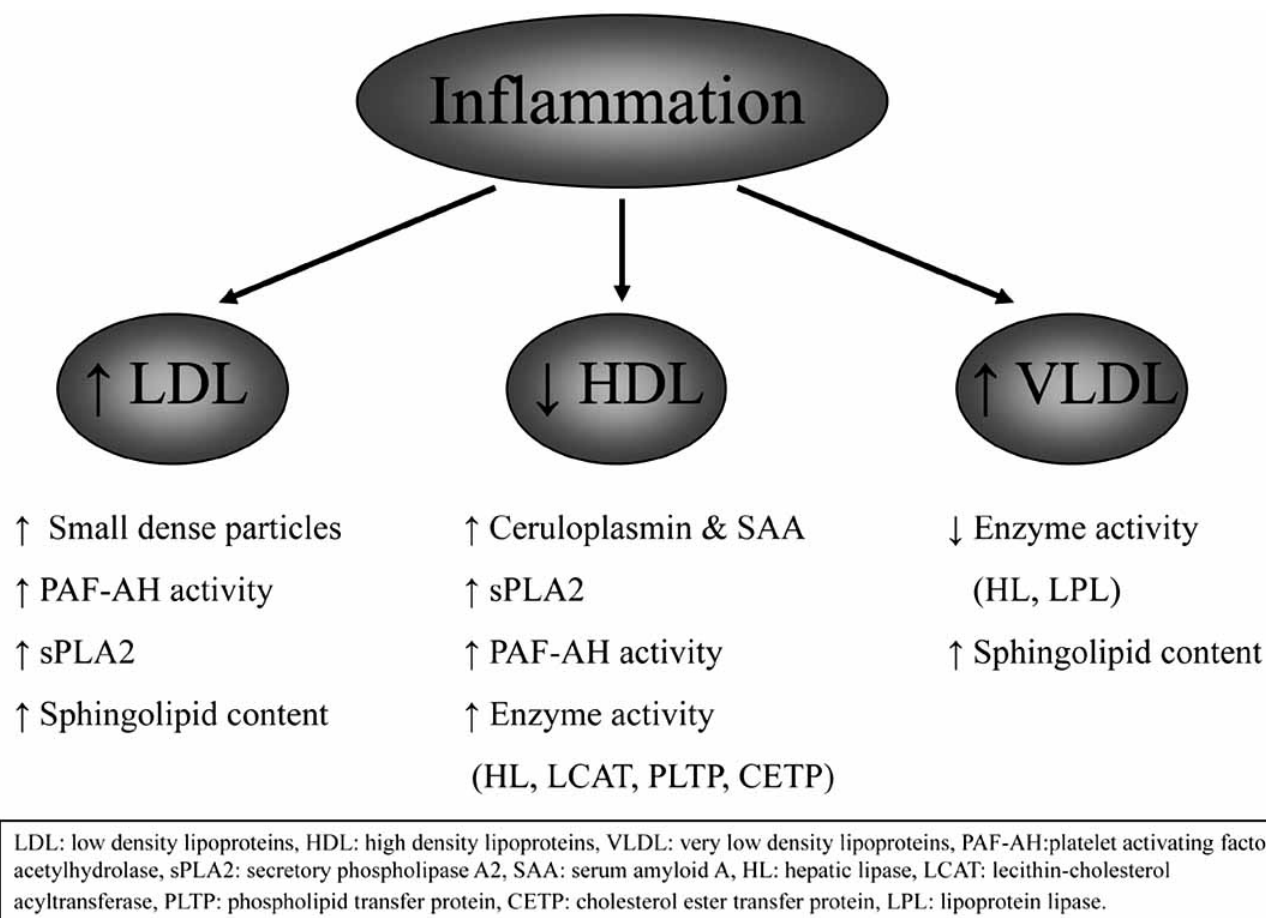 Inflammation
↑ LDL
↓ HDL
↑ VLDL
↑ Small dense particles
↑ PAF-AH activity
↑ sPLA2
↑ Sphingolipid content
↑ Ceruloplasmin & SAA
↑ sPLA2
↑ PAF-AH activity
↑ Enzyme activity
(HL, LCAT, PLTP, CETP)
↓ Enzyme activity
(HL, LPL)
↑ Sphingolipid content
LDL: low density lipoproteins, HDL: high density lipoproteins, VLDL: very low density lipoproteins, PAF-AH:platelet activating facto
acetylhydrolase, sPLA2: secretory phospholipase A2, SAA: serum amyloid A, HL: hepatic lipase, LCAT: lecithin-cholesterol
acyltransferase, PLTP: phospholipid transfer protein, CETP: cholesterol ester transfer protein, LPL: lipoprotein lipase.